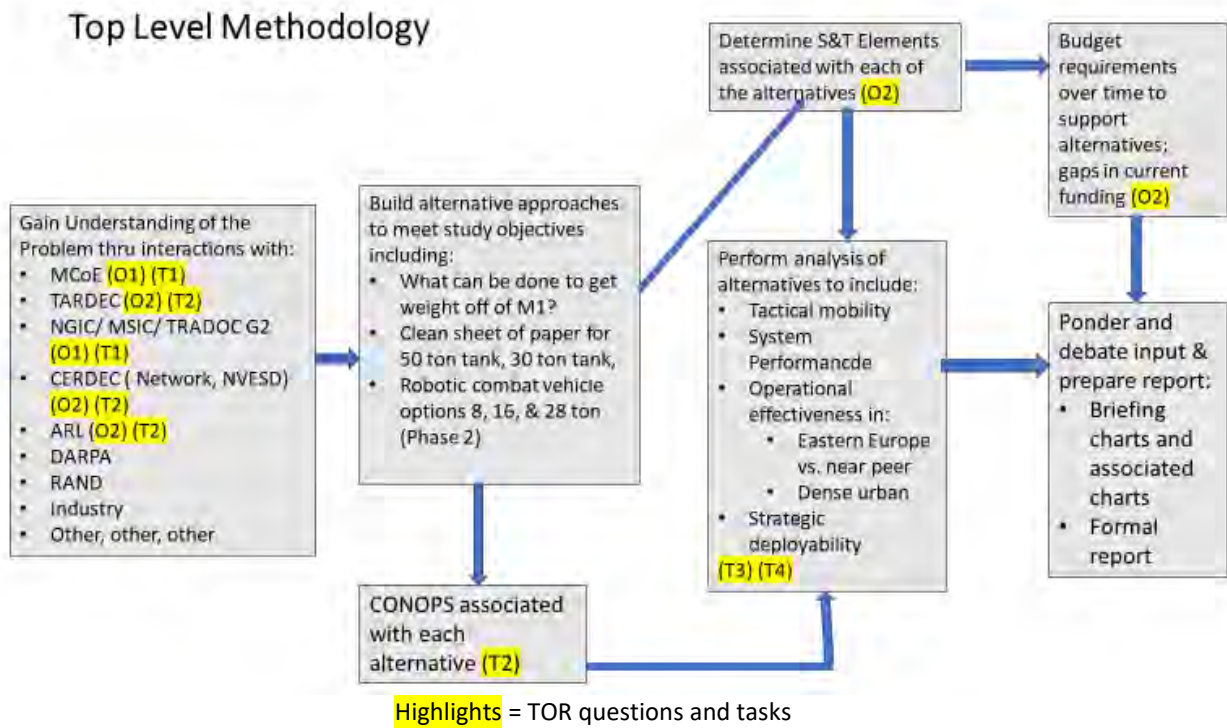 Top Level Methodology
Gain Understanding of the
Problem thru interactions with:
• MCoE (O1) (T1)
• TARDEC (O2) (T2)
• NGIC/ MSIC/ TRADOC G2
(O1) (T1)
• CERDEC ( Network, NVESD)
(O2) (T2)
• ARL (O2) (T2)
• DARPA
• RAND
• Industry
• Other, other, other
Build alternative approaches
to meet study objectives
including:
• What can be done to get
weight off of M1?
• Clean sheet of paper for
50 ton tank, 30 ton tank,
• Robotic combat vehicle
options 8, 16, & 28 ton
(Phase 2)
CONOPS associated
with each
alternative (T2)
Determine S&T Elements
associated with each of
the alternatives (O2)
Perform analysis of
alternatives to include:
• Tactical mobility
• System
Performancde
• Operational
effectiveness in:
• Eastern Europe
vs. near peer
• Dense urban
• Strategic
deployability
(T3) (T4)
Budget
requirements
over time to
support
alternatives;
gaps in current
funding (O2)
Ponder and
debate input &
prepare report:
• Briefing
charts and
associated
charts
• Formal
report
Highlights = TOR questions and tasks